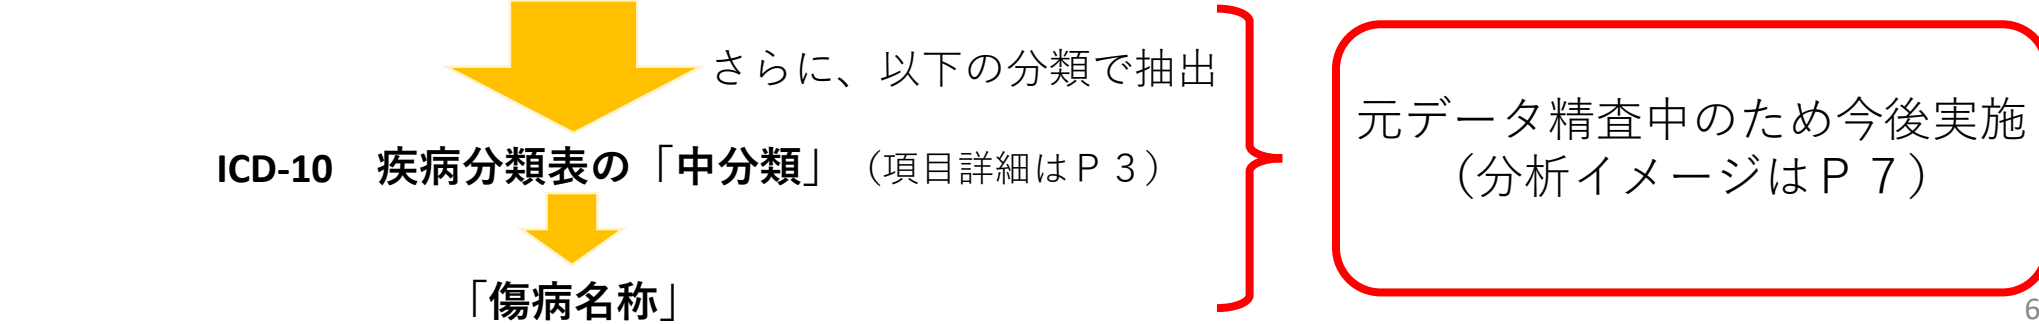 さらに、以下の分類で抽出
ICD-10　疾病分類表の「中分類」（項目詳細はＰ３）
「傷病名称」
元データ精査中のため今後実施
（分析イメージはＰ７）
6